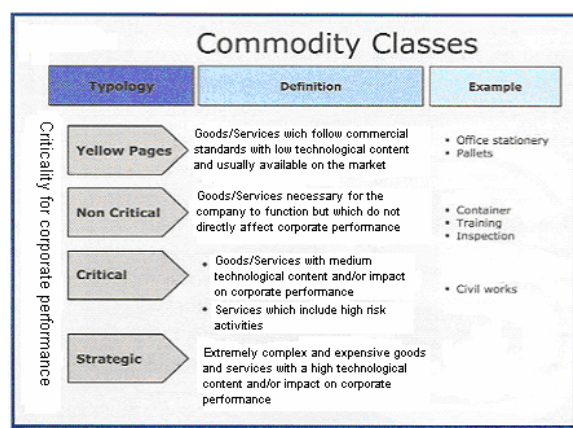 Commodity Classes
Typology
Definition
Example
Criticality for corporate performance
Yellow Pages
Goods/Services wich follow commercial
standards with low technological content
and usually available on the market
• Office stationery
• Pallets
Non Critical
Goods/Services necessary for the
company to function but which do not
directly affect corporate performance
• Container
• Training
• Inspection
Critical
• Goods/Services with medium
technological content and/or impact
on corporate performance
• Services which include high risk
activities
• Civil works
Strategic
Extremely complex and expensive goods
and services with a high technological
content and/or impact on corporate
performance